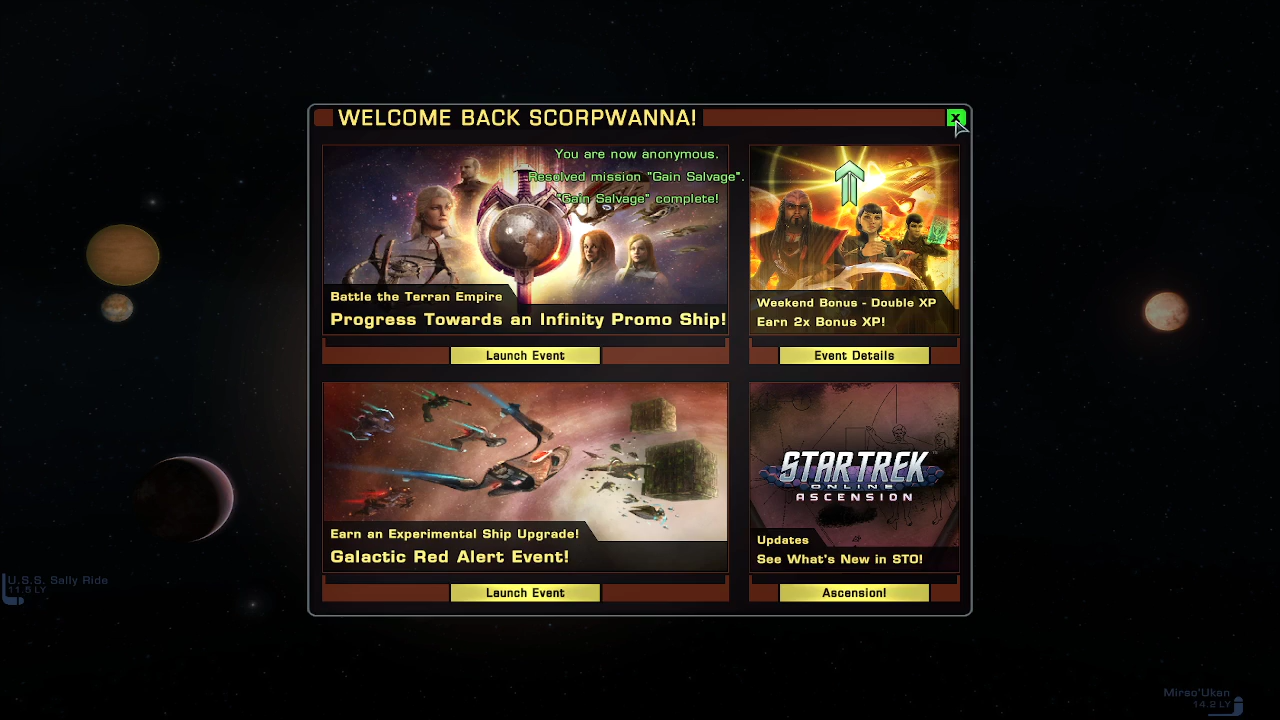 WELCOME BACK SCORPWANNA!
x
You are now anonymous.
Resolved mission "Gain Salvage".
"Gain Salvage" complete!
Battle the Terran Empire
Progress Towards an Infinity Promo Ship!
Launch Event
Weekend Bonus - Double XP
Earn 2x Bonus XP!
Event Details
Earn an Experimental Ship Upgrade!
Galactic Red Alert Event!
Launch Event
STAR TREK
ONLINE
ASCENSION
Updates
See What's New in STO!
Ascension!
U.S.S. Sally Ride
11.5 LY
Mirso'Ukan
14.2 LY